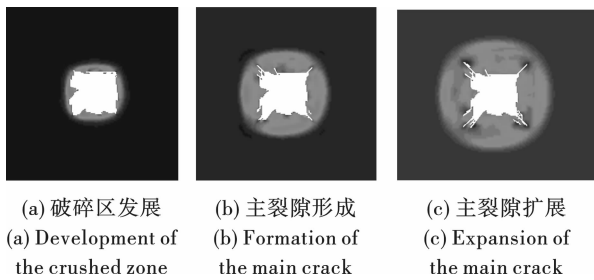 (a) 破碎区发展
(a) Development of
the crushed zone
(b) 主裂隙形成
(b) Formation of
the main crack
(c) 主裂隙扩展
(c) Expansion of
the main crack